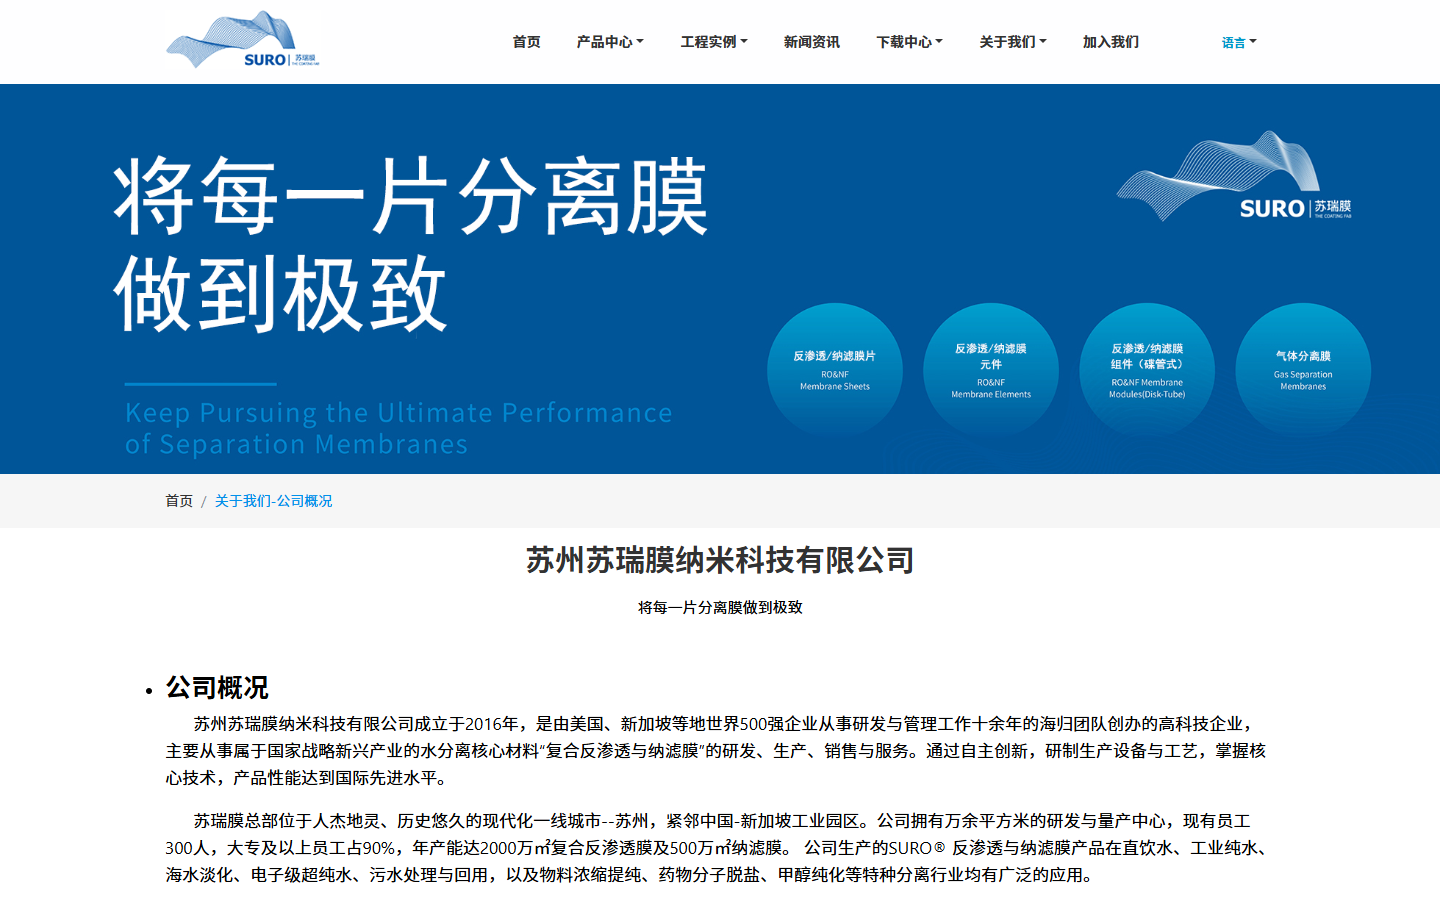 SURO 苏瑞膜
THE COATING FAB
首页 产品中心 工程实例 新闻资讯 下载中心 关于我们 加入我们 语言
将每一片分离膜
做到极致
Keep Pursuing the Ultimate Performance
of Separation Membranes
SURO 苏瑞膜
THE COATING FAB
反渗透/纳滤膜片
RO&NF
Membrane Sheets
反渗透/纳滤膜
元件
RO&NF
Membrane Elements
反渗透/纳滤膜
组件（碟管式）
RO&NF Membrane
Modules(Disk-Tube)
气体分离膜
Gas Separation
Membranes
首页 / 关于我们-公司概况
苏州苏瑞膜纳米科技有限公司
将每一片分离膜做到极致
公司概况
苏州苏瑞膜纳米科技有限公司成立于2016年，是由美国、新加坡等地世界500强企业从事研发与管理工作十余年的海归团队创办的高科技企业，
主要从事属于国家战略新兴产业的水分离核心材料“复合反渗透与纳滤膜”的研发、生产、销售与服务。通过自主创新，研制生产设备与工艺，掌握核
心技术，产品性能达到国际先进水平。
苏瑞膜总部位于人杰地灵、历史悠久的现代化一线城市--苏州，紧邻中国-新加坡工业园区。公司拥有万余平方米的研发与量产中心，现有员工
300人，大专及以上员工占90%，年产能达2000万㎡复合反渗透膜及500万㎡纳滤膜。 公司生产的SURO® 反渗透与纳滤膜产品在直饮水、工业纯水、
海水淡化、电子级超纯水、污水处理与回用，以及物料浓缩提纯、药物分子脱盐、甲醇纯化等特种分离行业均有广泛的应用。